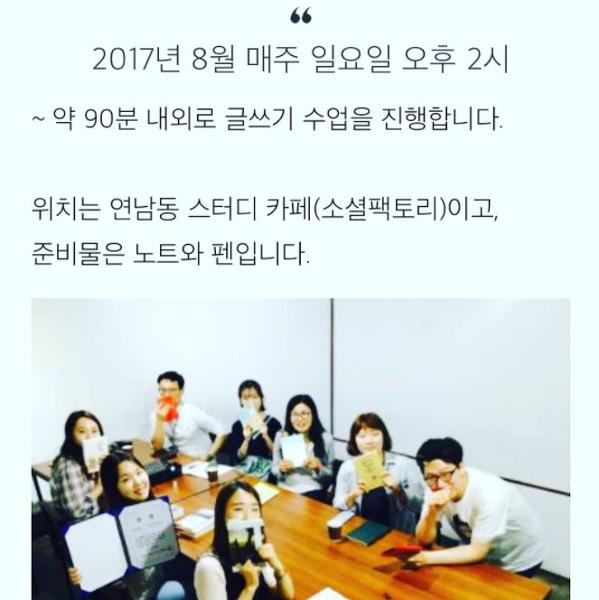 “
2017년 8월 매주 일요일 오후 2시
~ 약 90분 내외로 글쓰기 수업을 진행합니다.
위치는 연남동 스터디 카페(소셜팩토리)이고,
준비물은 노트와 펜입니다.